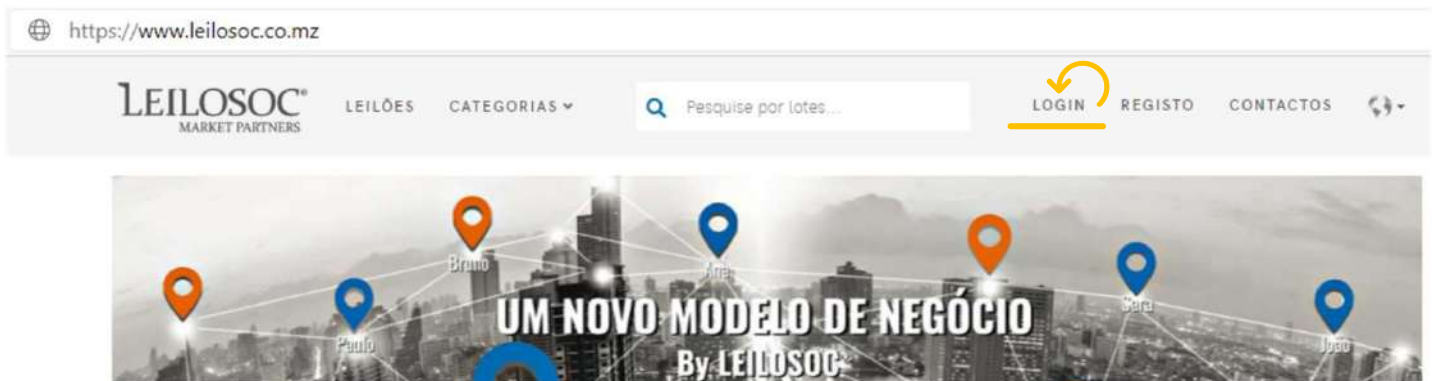 https://www.leilosoc.co.mz
LEILOSOC®
MARKET PARTNERS
LEILÕES
CATEGORIAS
Pesquise por lotes...
LOGIN
REGISTO
CONTACTOS
Bruno
Ana
Sara
Paulo
João
UM NOVO MODELO DE NEGÓCIO
By LEILOSOC®